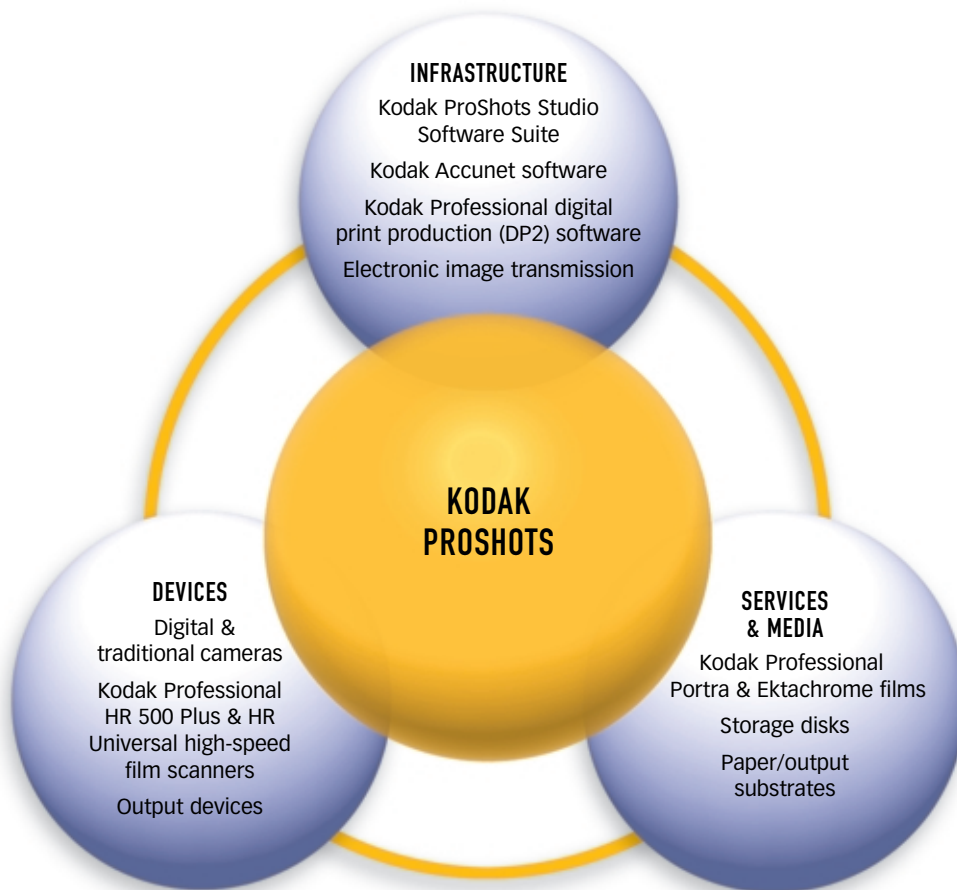 INFRASTRUCTURE
Kodak ProShots Studio
Software Suite
Kodak Accunet software
Kodak Professional digital
print production (DP2) software
Electronic image transmission
KODAK
PROSHOTS
DEVICES
Digital &
traditional cameras
Kodak Professional
HR 500 Plus & HR
Universal high-speed
film scanners
Output devices
SERVICES
& MEDIA
Kodak Professional
Portra & Ektachrome films
Storage disks
Paper/output
substrates